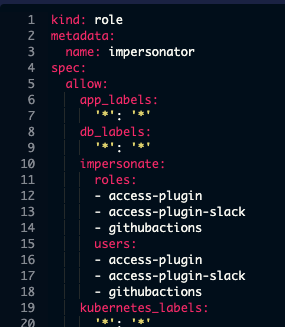 1 kind: role
2 metadata:
3   name: impersonator
4 spec:
5   allow:
6     app_labels:
7       '*': '*'
8     db_labels:
9       '*': '*'
10     impersonate:
11       roles:
12       - access-plugin
13       - access-plugin-slack
14       - githubactions
15       users:
16       - access-plugin
17       - access-plugin-slack
18       - githubactions
19     kubernetes_labels:
20       '*': '*'